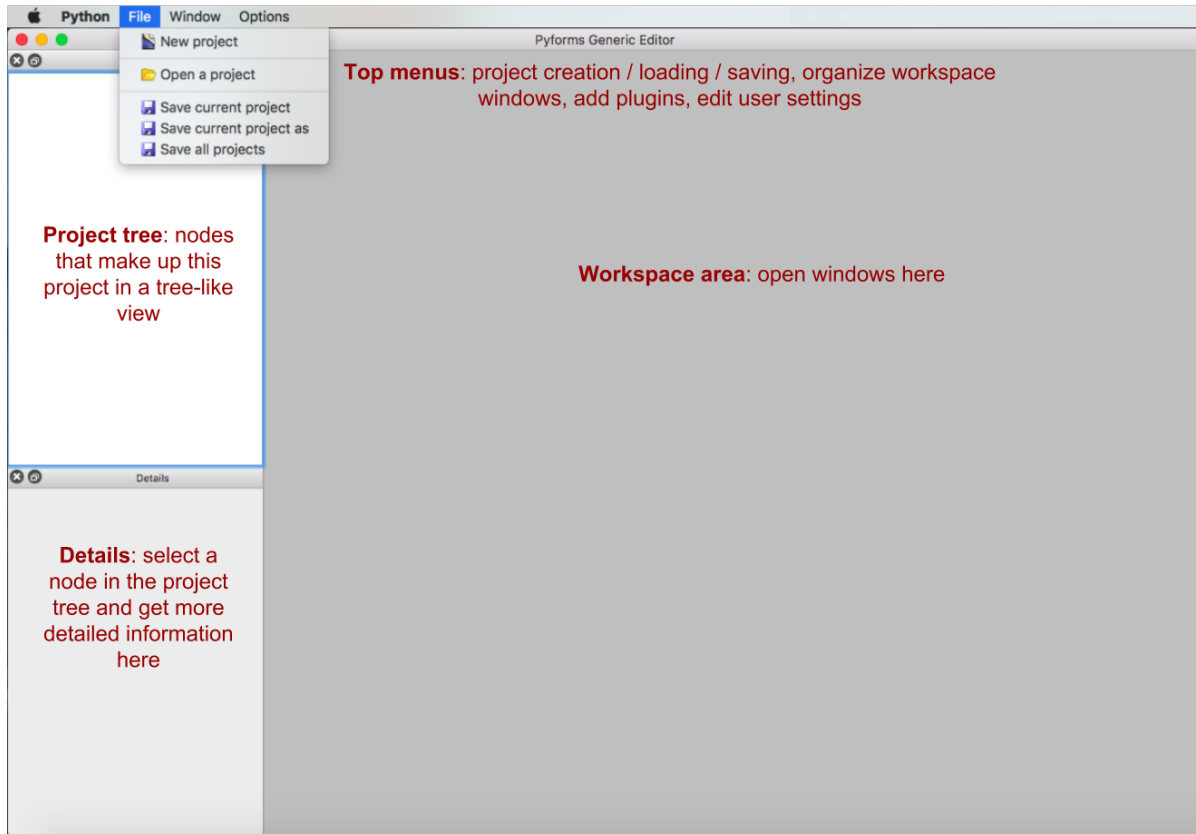 Python File Window Options
Pyforms Generic Editor
New project
Open a project
Save current project
Save current project as
Save all projects
Top menus: project creation / loading / saving, organize workspace
windows, add plugins, edit user settings
Project tree: nodes
that make up this
project in a tree-like
view
Workspace area: open windows here
Details
Details: select a
node in the project
tree and get more
detailed information
here